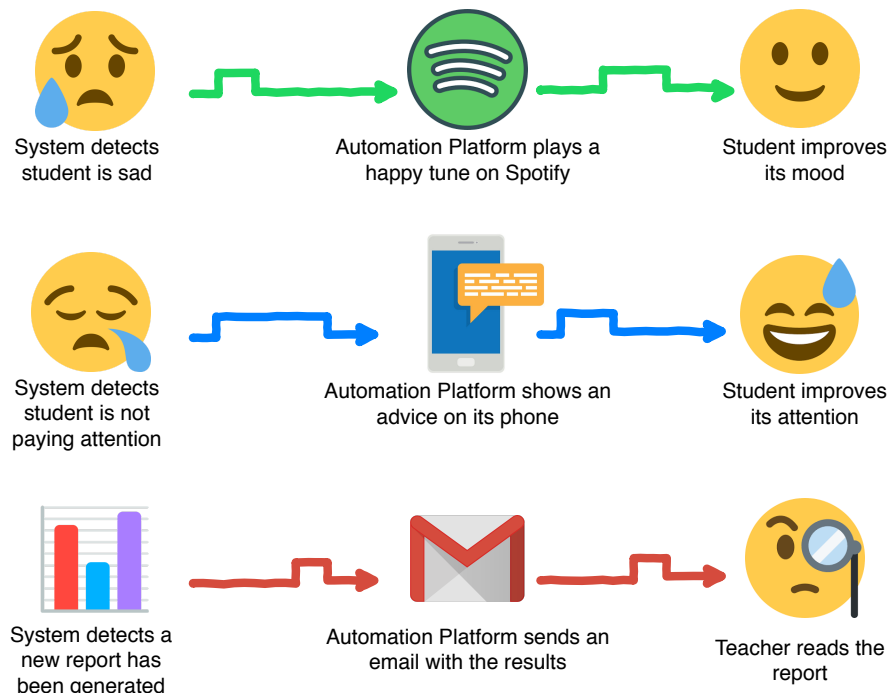 System detects
student is sad
Automation Platform plays a
happy tune on Spotify
Student improves
its mood
System detects
student is not
paying attention
Automation Platform shows an
advice on its phone
Student improves
its attention
System detects a
new report has
been generated
Automation Platform sends an
email with the results
Teacher reads the
report